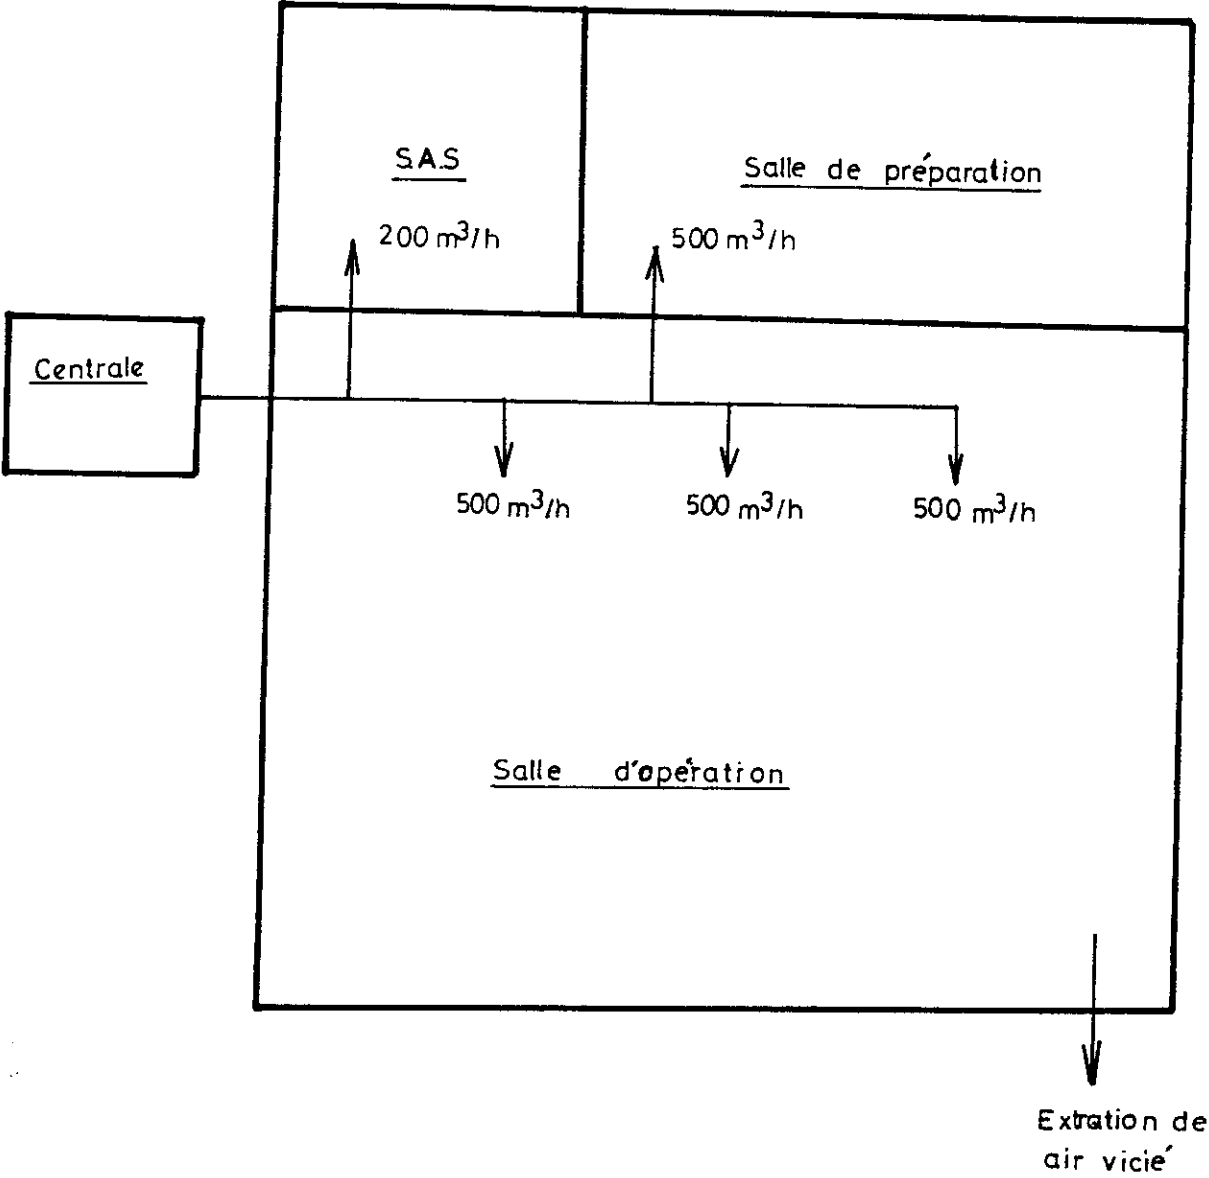 S.A.S
Salle de préparation
200 m³/h
500 m³/h
Centrale
500 m³/h
500 m³/h
500 m³/h
Salle d'opération
Extration de
air vicié